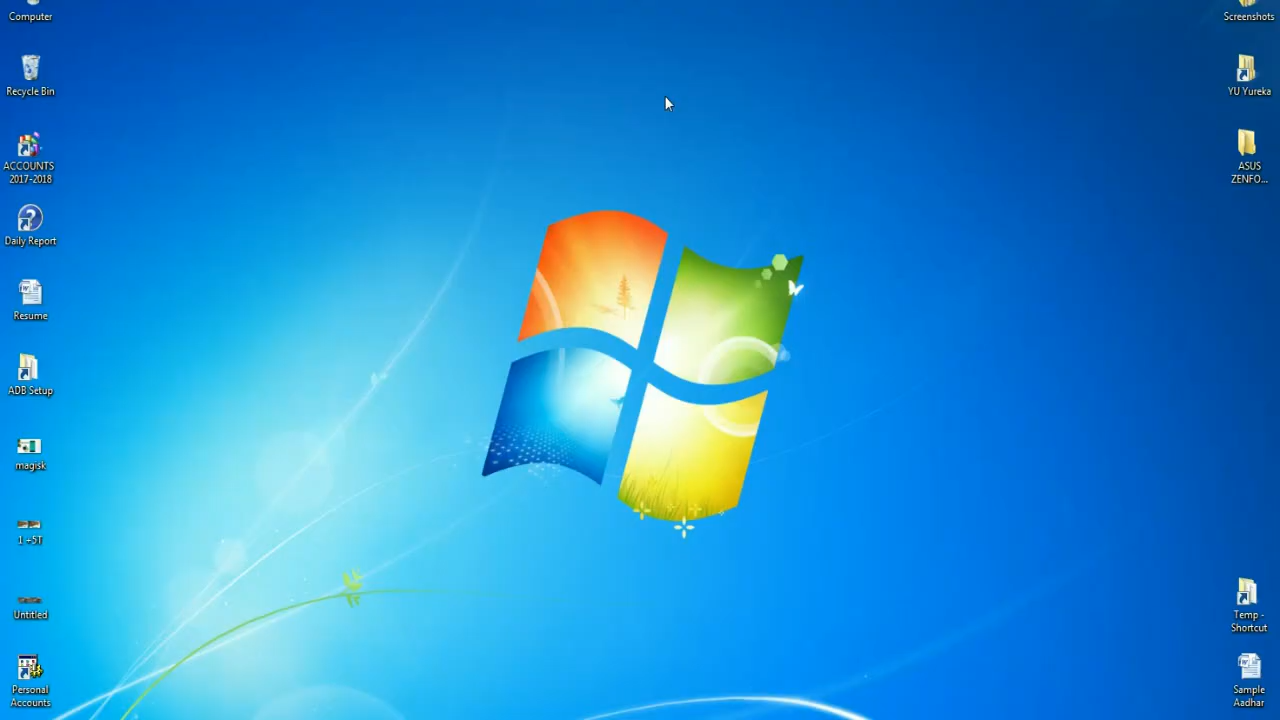 Computer
Recycle Bin
ACCOUNTS
2017-2018
Daily Report
Resume
ADB Setup
magisk
1 +5T
Untitled
Personal
Accounts
Screenshots
YU Yureka
ASUS
ZENFO...
Temp -
Shortcut
Sample
Aadhar